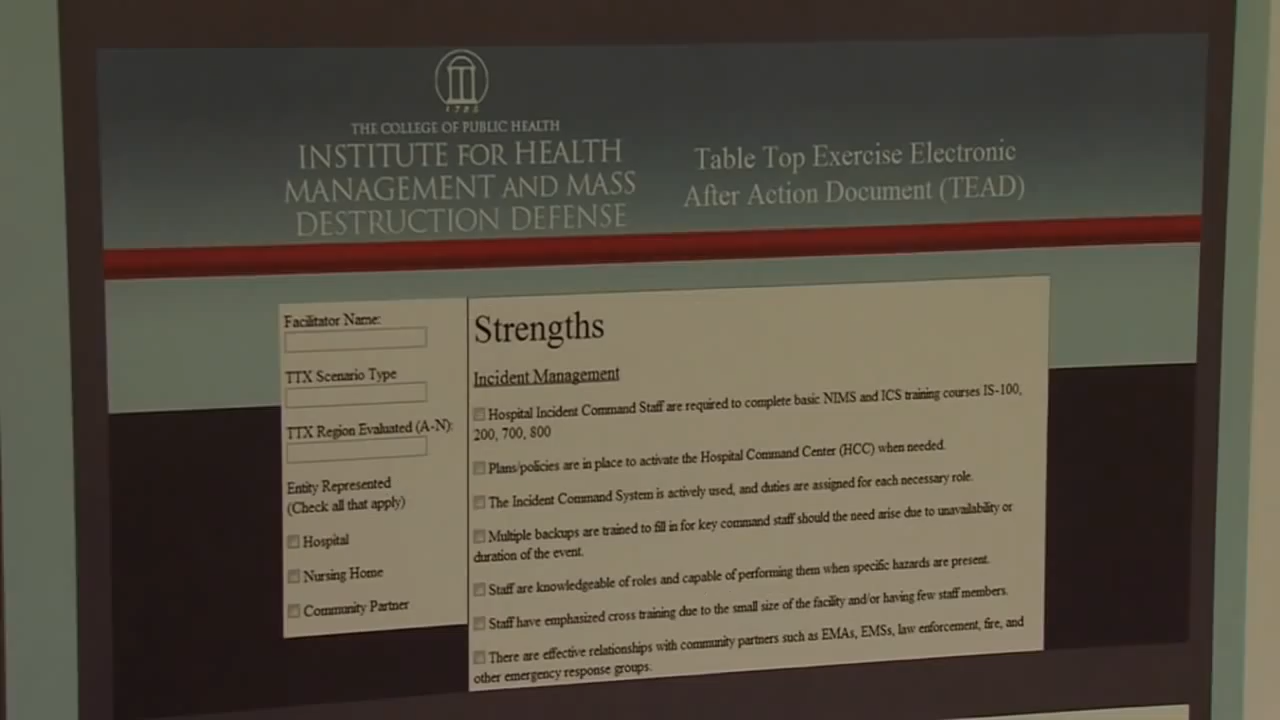 1785
THE COLLEGE OF PUBLIC HEALTH
INSTITUTE FOR HEALTH
MANAGEMENT AND MASS
DESTRUCTION DEFENSE
Table Top Exercise Electronic
After Action Document (TEAD)
Facilitator Name:
TTX Scenario Type
TTX Region Evaluated (A-N):
Entity Represented
(Check all that apply)
Hospital
Nursing Home
Community Partner
Strengths
Incident Management
Hospital Incident Command Staff are required to complete basic NIMS and ICS training courses IS-100,
200, 700, 800
Plans/policies are in place to activate the Hospital Command Center (HCC) when needed.
The Incident Command System is actively used, and duties are assigned for each necessary role.
Multiple backups are trained to fill in for key command staff should the need arise due to unavailability or
duration of the event.
Staff are knowledgeable of roles and capable of performing them when specific hazards are present.
Staff have emphasized cross training due to the small size of the facility and/or having few staff members.
There are effective relationships with community partners such as EMAs, EMSs, law enforcement, fire, and
other emergency response groups.